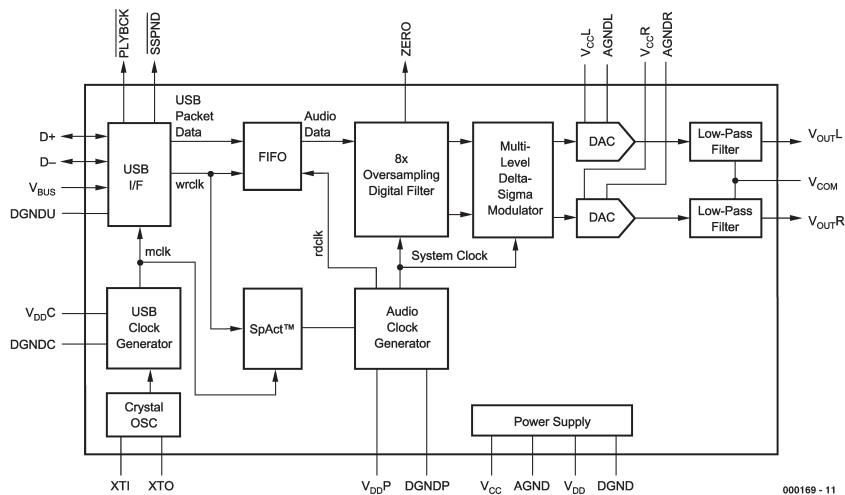 PLYBCK
SSPND
ZERO
VCCL
AGNDL
VCCR
AGNDR
D+
D–
VBUS
DGNDU
USB
I/F
USB
Packet
Data
wrclk
FIFO
Audio Data
8x
Oversampling
Digital Filter
Multi-
Level
Delta-
Sigma
Modulator
DAC
DAC
Low-Pass
Filter
Low-Pass
Filter
VOUTL
VCOM
VOUTR
mclk
rdclk
System Clock
VDDC
DGNDC
USB
Clock
Generator
SpAct™
Audio
Clock
Generator
Crystal
OSC
Power Supply
XTI
XTO
VDDP
DGNDP
VCC
AGND
VDD
DGND
000169 - 11